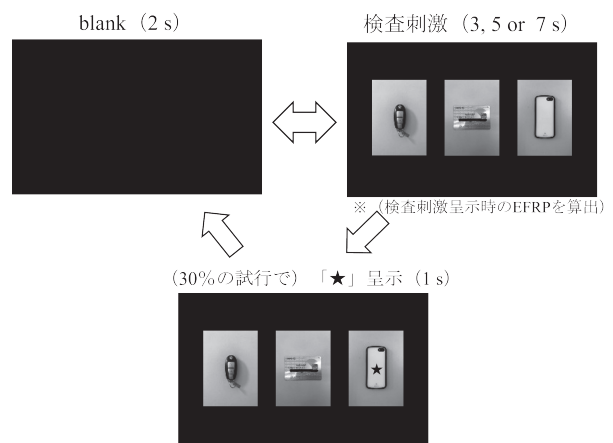 blank（2 s）
検査刺激（3, 5 or 7 s）
※（検査刺激呈示時のEFRPを算出）
（30%の試行で）「★」呈示（1 s）
★